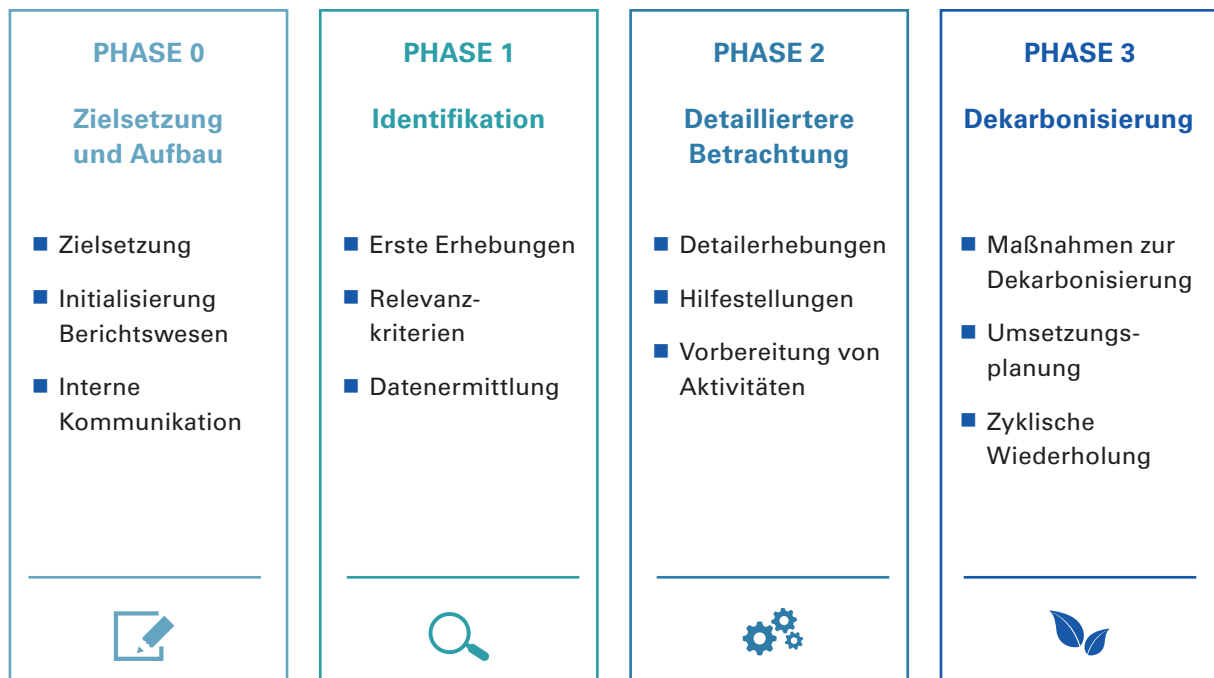 PHASE 0
Zielsetzung
und Aufbau
Zielsetzung
Initialisierung
Berichtswesen
Interne
Kommunikation
PHASE 1
Identifikation
Erste Erhebungen
Relevanz-
kriterien
Datenermittlung
PHASE 2
Detailliertere
Betrachtung
Detailerhebungen
Hilfestellungen
Vorbereitung von
Aktivitäten
PHASE 3
Dekarbonisierung
Maßnahmen zur
Dekarbonisierung
Umsetzungs-
planung
Zyklische
Wiederholung